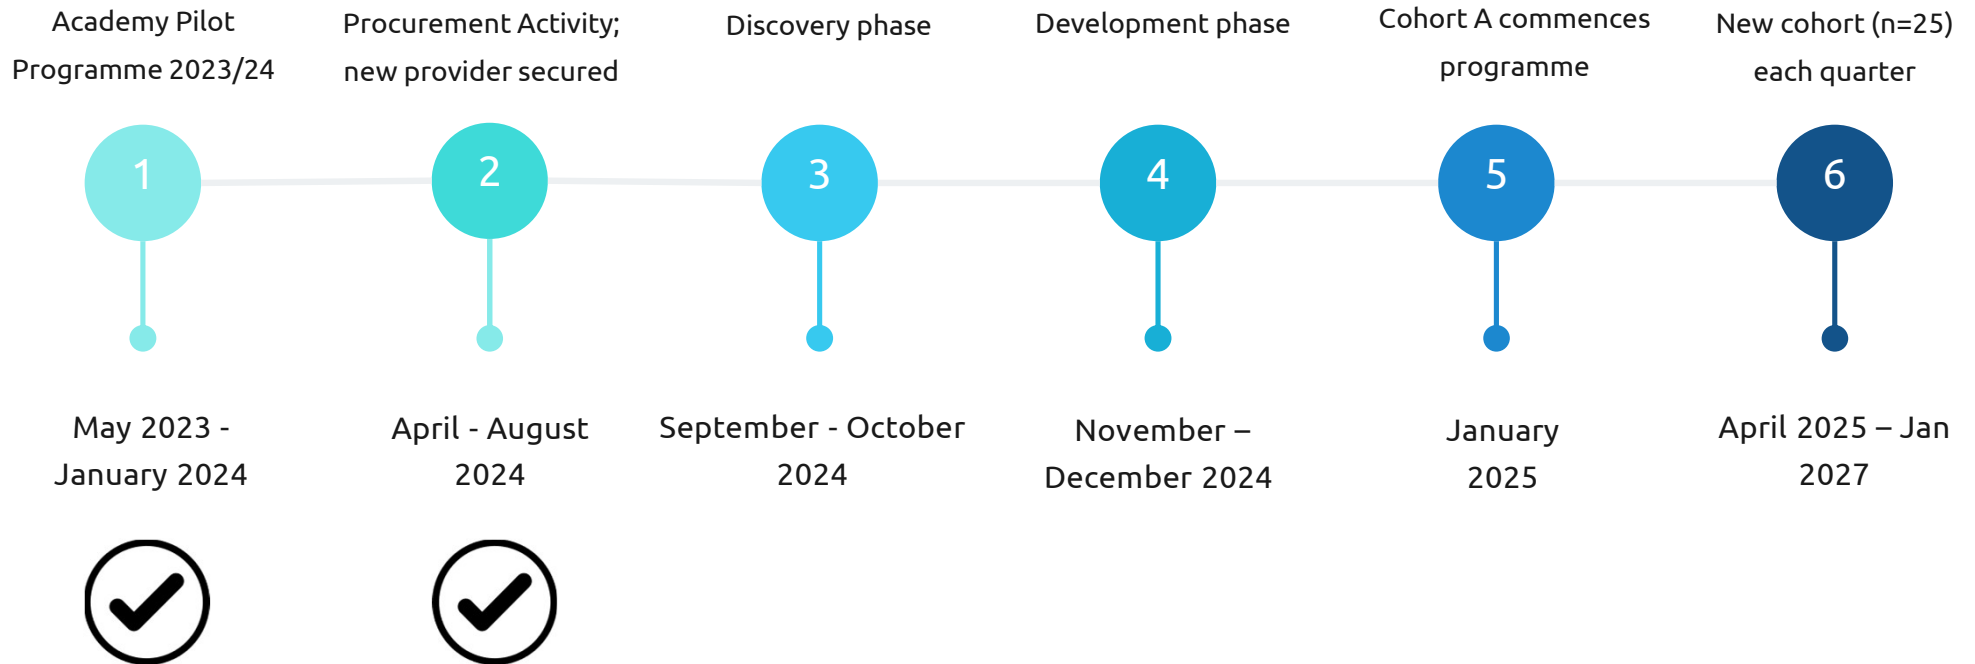 Academy Pilot
Programme 2023/24
Procurement Activity;
new provider secured
Discovery phase
Development phase
Cohort A commences
programme
New cohort (n=25)
each quarter
1
2
3
4
5
6
May 2023 -
January 2024
April - August
2024
September - October
2024
November –
December 2024
January
2025
April 2025 – Jan
2027